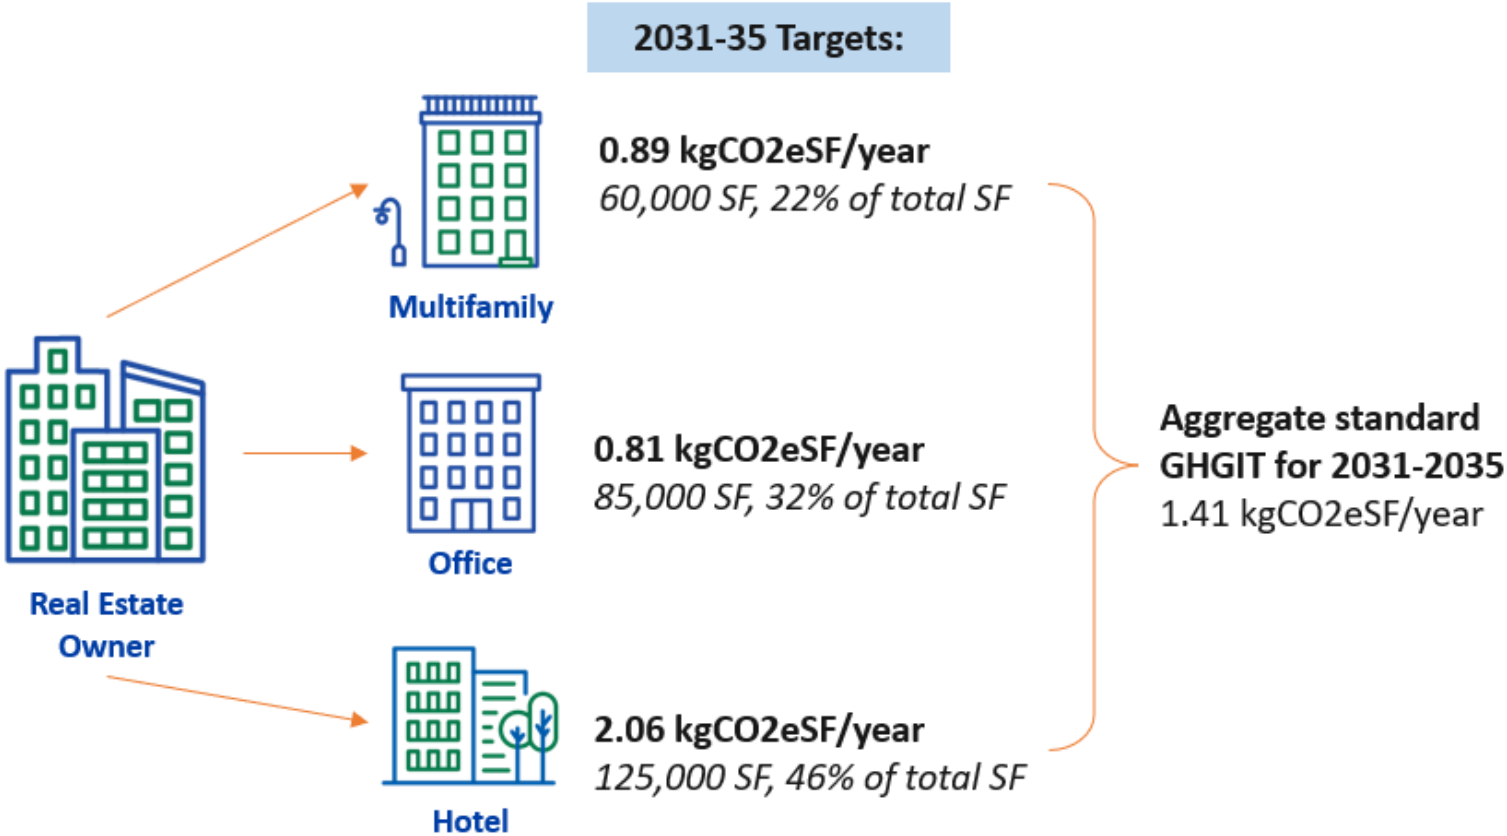 2031-35 Targets:
0.89 kgCO2eSF/year
60,000 SF, 22% of total SF
Multifamily
0.81 kgCO2eSF/year
85,000 SF, 32% of total SF
Office
Real Estate
Owner
2.06 kgCO2eSF/year
125,000 SF, 46% of total SF
Hotel
Aggregate standard
GHGIT for 2031-2035
1.41 kgCO2eSF/year